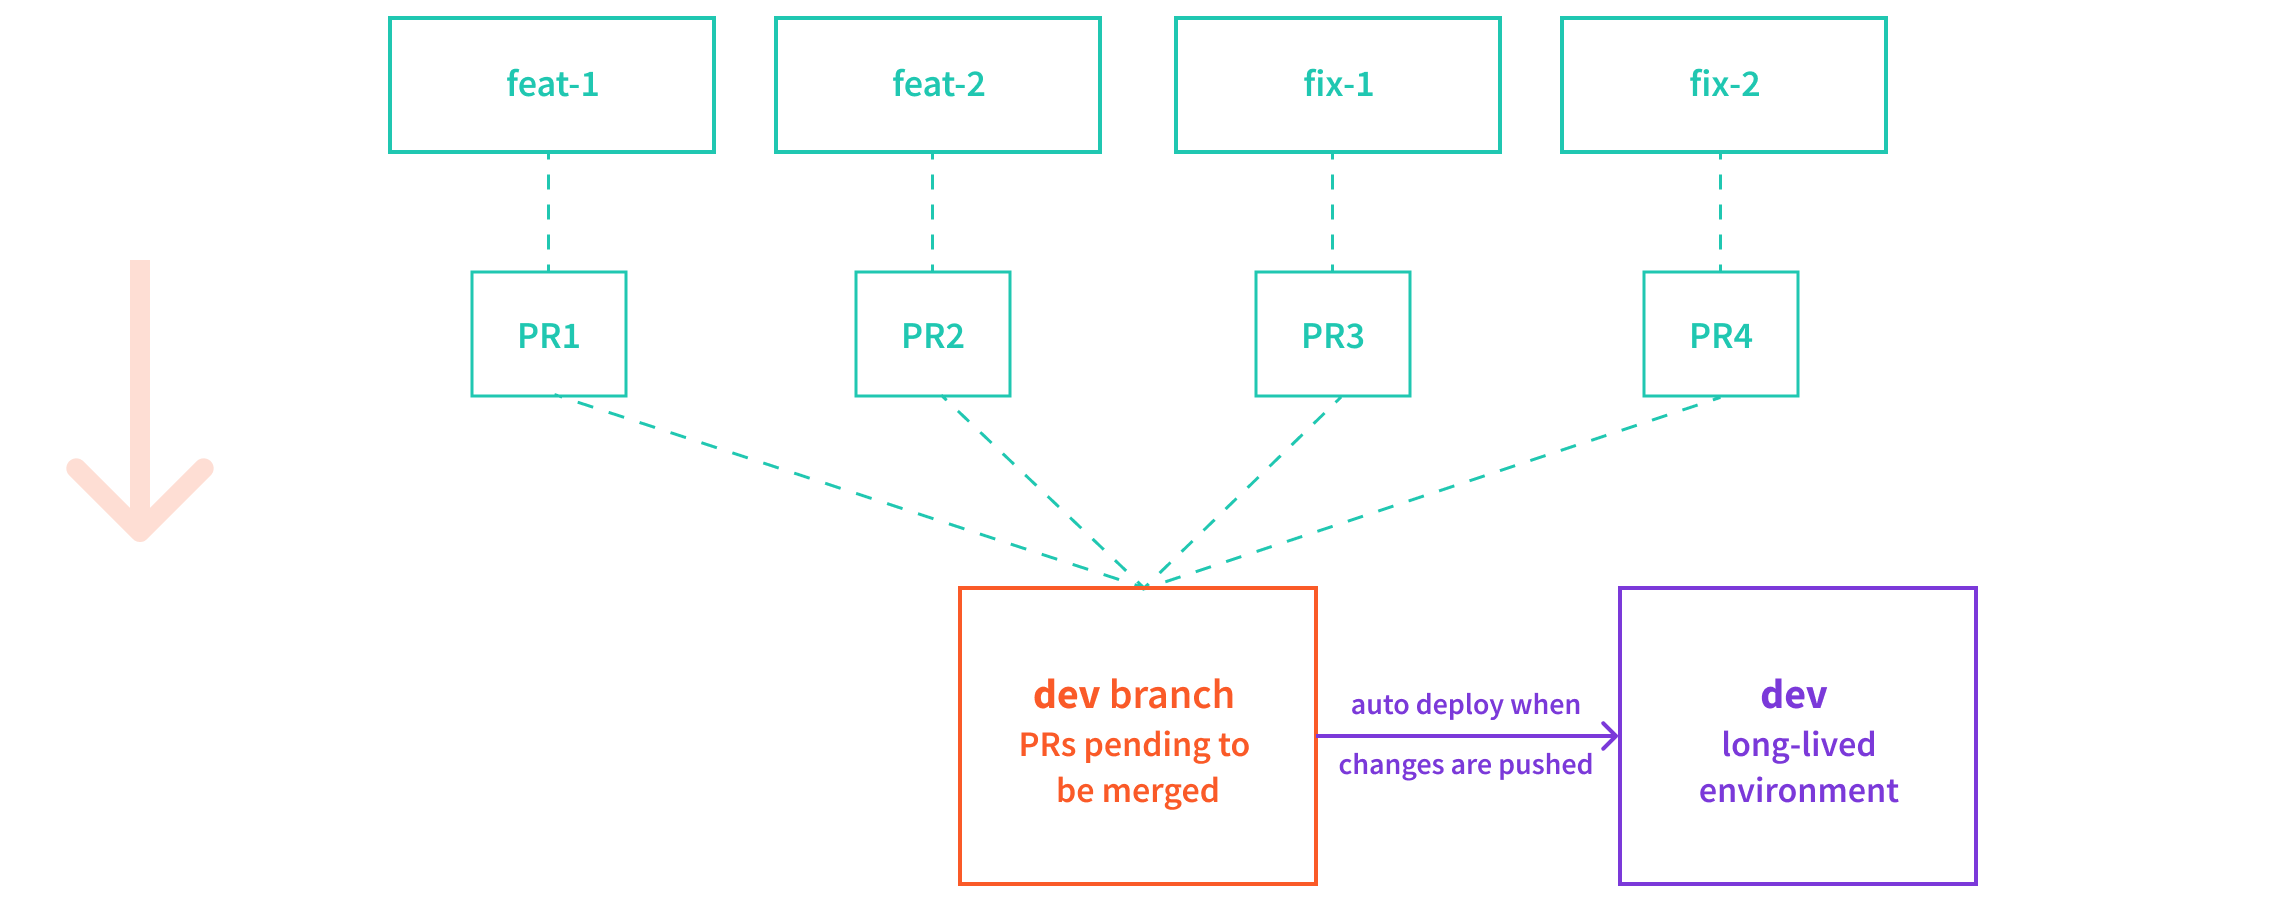 feat-1
feat-2
fix-1
fix-2
PR1
PR2
PR3
PR4
dev branch
PRs pending to
be merged
auto deploy when
changes are pushed
dev
long-lived
environment